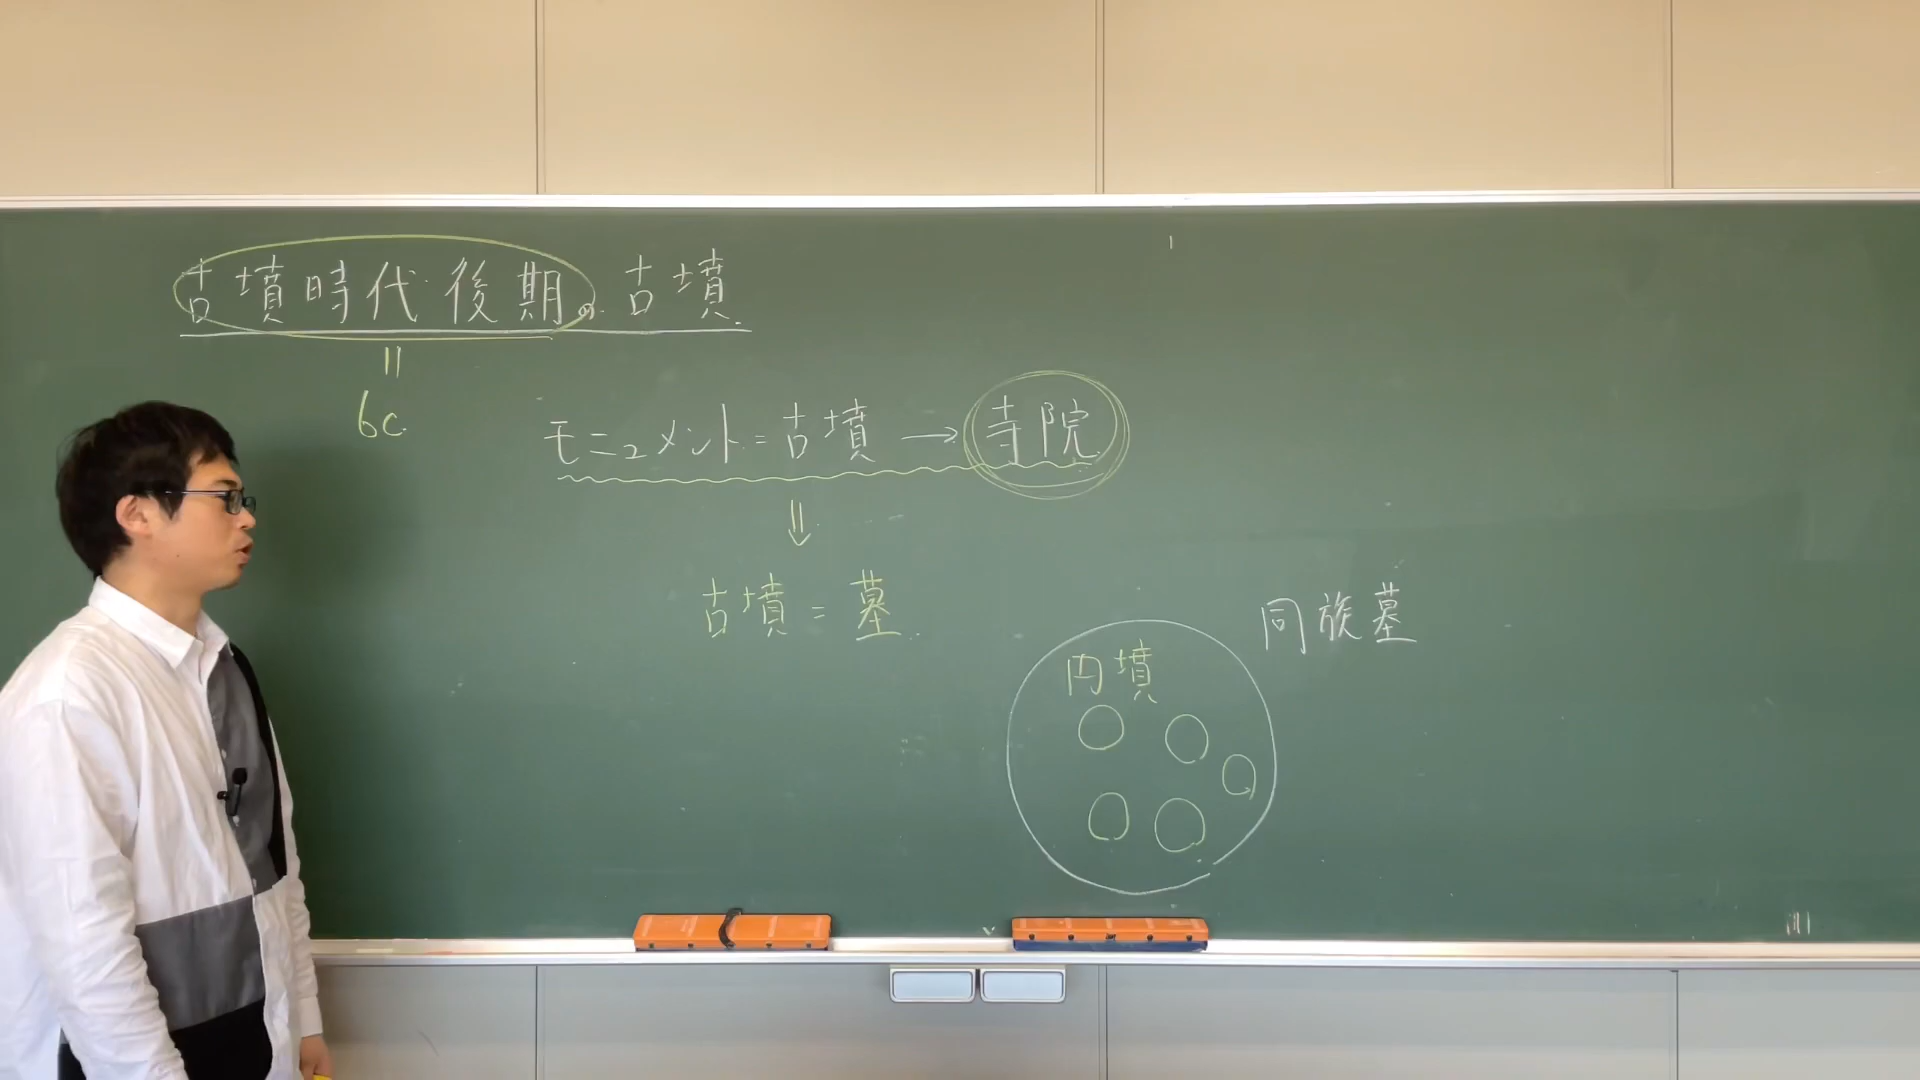 古墳時代後期の古墳
=
6c.
モニュメント=古墳→寺院
⇓
古墳=墓
同族墓
円墳